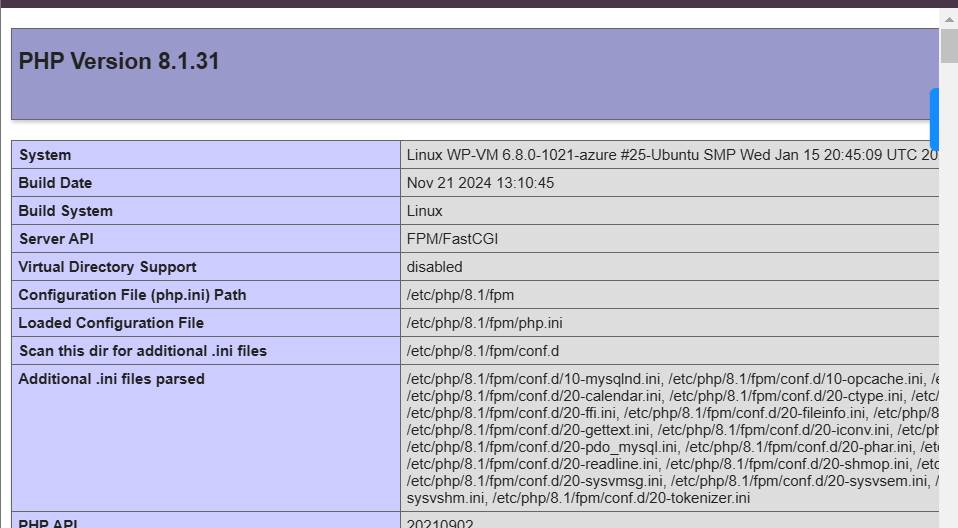 PHP Version 8.1.31
System Linux WP-VM 6.8.0-1021-azure #25-Ubuntu SMP Wed Jan 15 20:45:09 UTC 20
Build Date Nov 21 2024 13:10:45
Build System Linux
Server API FPM/FastCGI
Virtual Directory Support disabled
Configuration File (php.ini) Path /etc/php/8.1/fpm
Loaded Configuration File /etc/php/8.1/fpm/php.ini
Scan this dir for additional .ini files /etc/php/8.1/fpm/conf.d
Additional .ini files parsed /etc/php/8.1/fpm/conf.d/10-mysqlnd.ini, /etc/php/8.1/fpm/conf.d/10-opcache.ini,
/etc/php/8.1/fpm/conf.d/20-calendar.ini, /etc/php/8.1/fpm/conf.d/20-ctype.ini, /etc/
/etc/php/8.1/fpm/conf.d/20-ffi.ini, /etc/php/8.1/fpm/conf.d/20-fileinfo.ini, /etc/php/8
/etc/php/8.1/fpm/conf.d/20-gettext.ini, /etc/php/8.1/fpm/conf.d/20-iconv.ini, /etc/
/etc/php/8.1/fpm/conf.d/20-pdo_mysql.ini, /etc/php/8.1/fpm/conf.d/20-phar.ini,
/etc/php/8.1/fpm/conf.d/20-readline.ini, /etc/php/8.1/fpm/conf.d/20-shmop.ini,
/etc/php/8.1/fpm/conf.d/20-sysvmsg.ini, /etc/php/8.1/fpm/conf.d/20-sysvsem.ini,
sysvshm.ini, /etc/php/8.1/fpm/conf.d/20-tokenizer.ini
PHP API 20210902